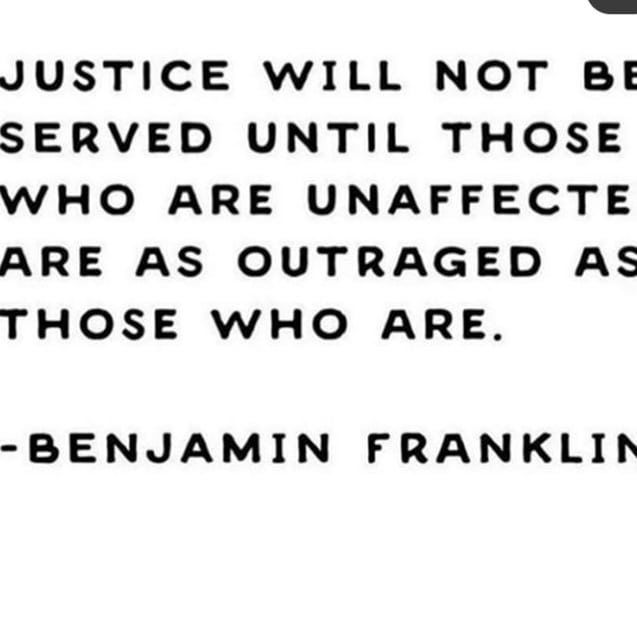 JUSTICE WILL NOT BE
SERVED UNTIL THOSE
WHO ARE UNAFFECTE
ARE AS OUTRAGED AS
THOSE WHO ARE.
-BENJAMIN FRANKLIN